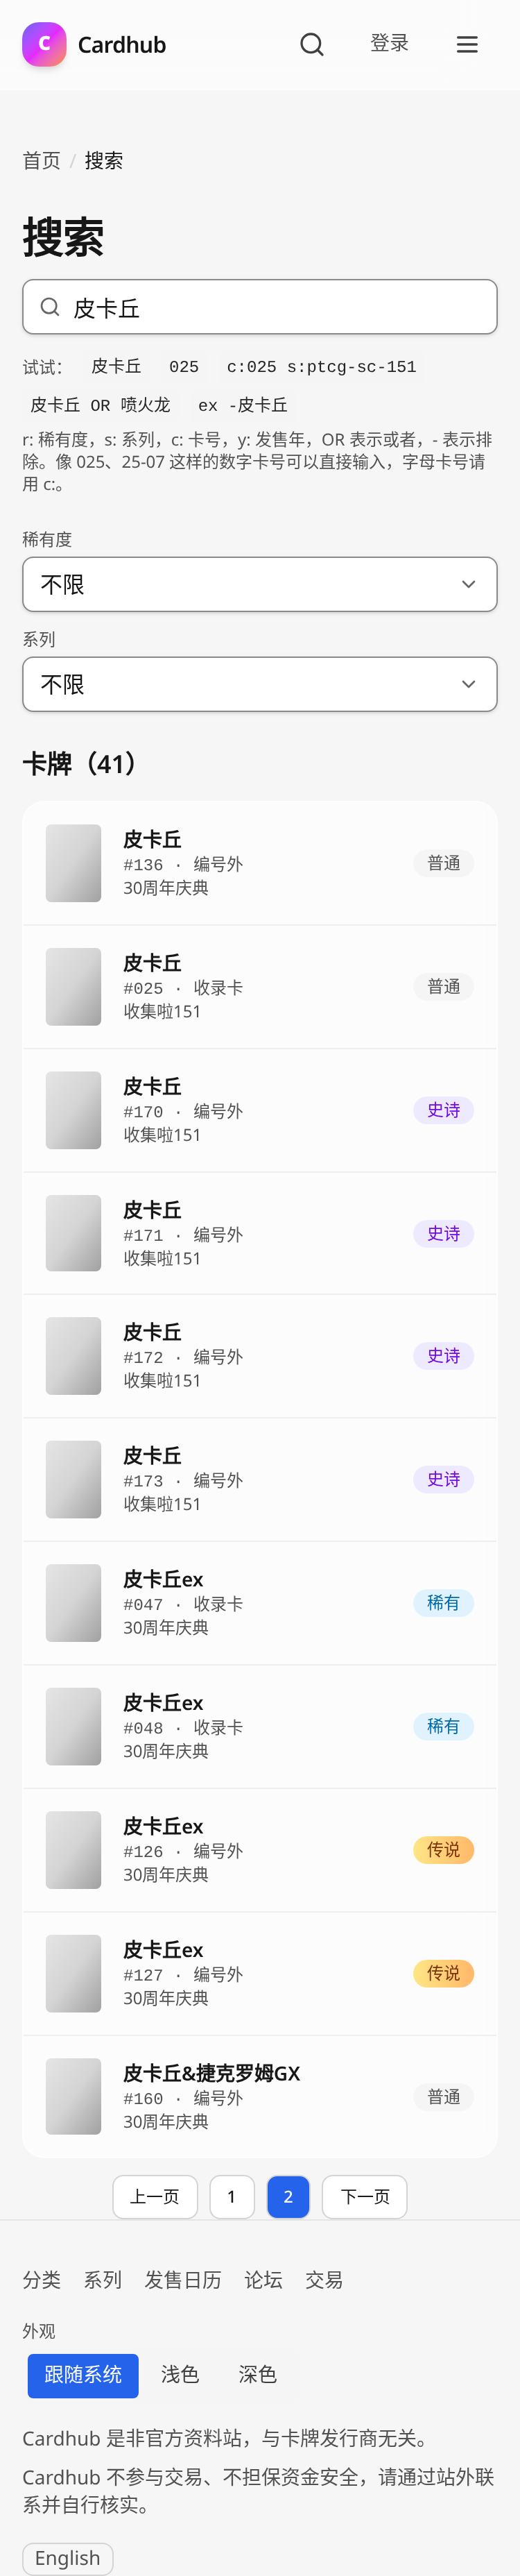 C Cardhub 登录
首页 / 搜索
搜索
皮卡丘
试试： 皮卡丘 025 c:025 s:ptcg-sc-151
皮卡丘 OR 喷火龙 ex -皮卡丘
r: 稀有度，s: 系列，c: 卡号，y: 发售年，OR 表示或者，- 表示排
除。像 025、25-07 这样的数字卡号可以直接输入，字母卡号请
用 c:。
稀有度
不限
系列
不限
卡牌（41）
皮卡丘
#136 · 编号外
30周年庆典
普通
皮卡丘
#025 · 收录卡
收集啦151
普通
皮卡丘
#170 · 编号外
收集啦151
史诗
皮卡丘
#171 · 编号外
收集啦151
史诗
皮卡丘
#172 · 编号外
收集啦151
史诗
皮卡丘
#173 · 编号外
收集啦151
史诗
皮卡丘ex
#047 · 收录卡
30周年庆典
稀有
皮卡丘ex
#048 · 收录卡
30周年庆典
稀有
皮卡丘ex
#126 · 编号外
30周年庆典
传说
皮卡丘ex
#127 · 编号外
30周年庆典
传说
皮卡丘&捷克罗姆GX
#160 · 编号外
30周年庆典
普通
上一页 1 2 下一页
分类 系列 发售日历 论坛 交易
外观
跟随系统 浅色 深色
Cardhub 是非官方资料站，与卡牌发行商无关。
Cardhub 不参与交易、不担保资金安全，请通过站外联
系并自行核实。
English